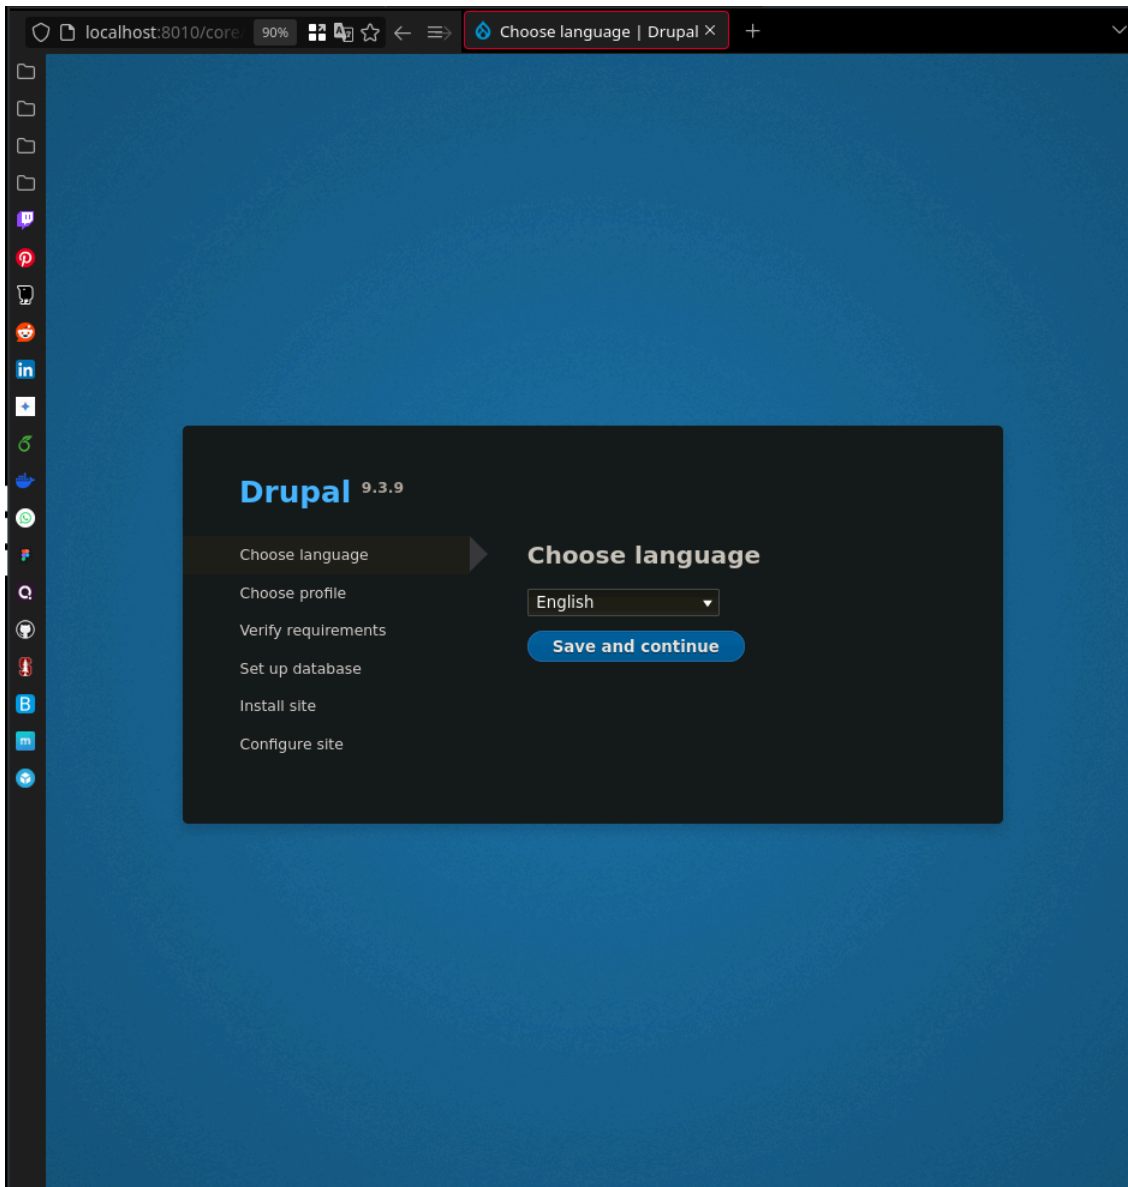 localhost:8010/core/
90%
Choose language | Drupal
Drupal 9.3.9
Choose language
Choose profile
Verify requirements
Set up database
Install site
Configure site
Choose language
English
Save and continue